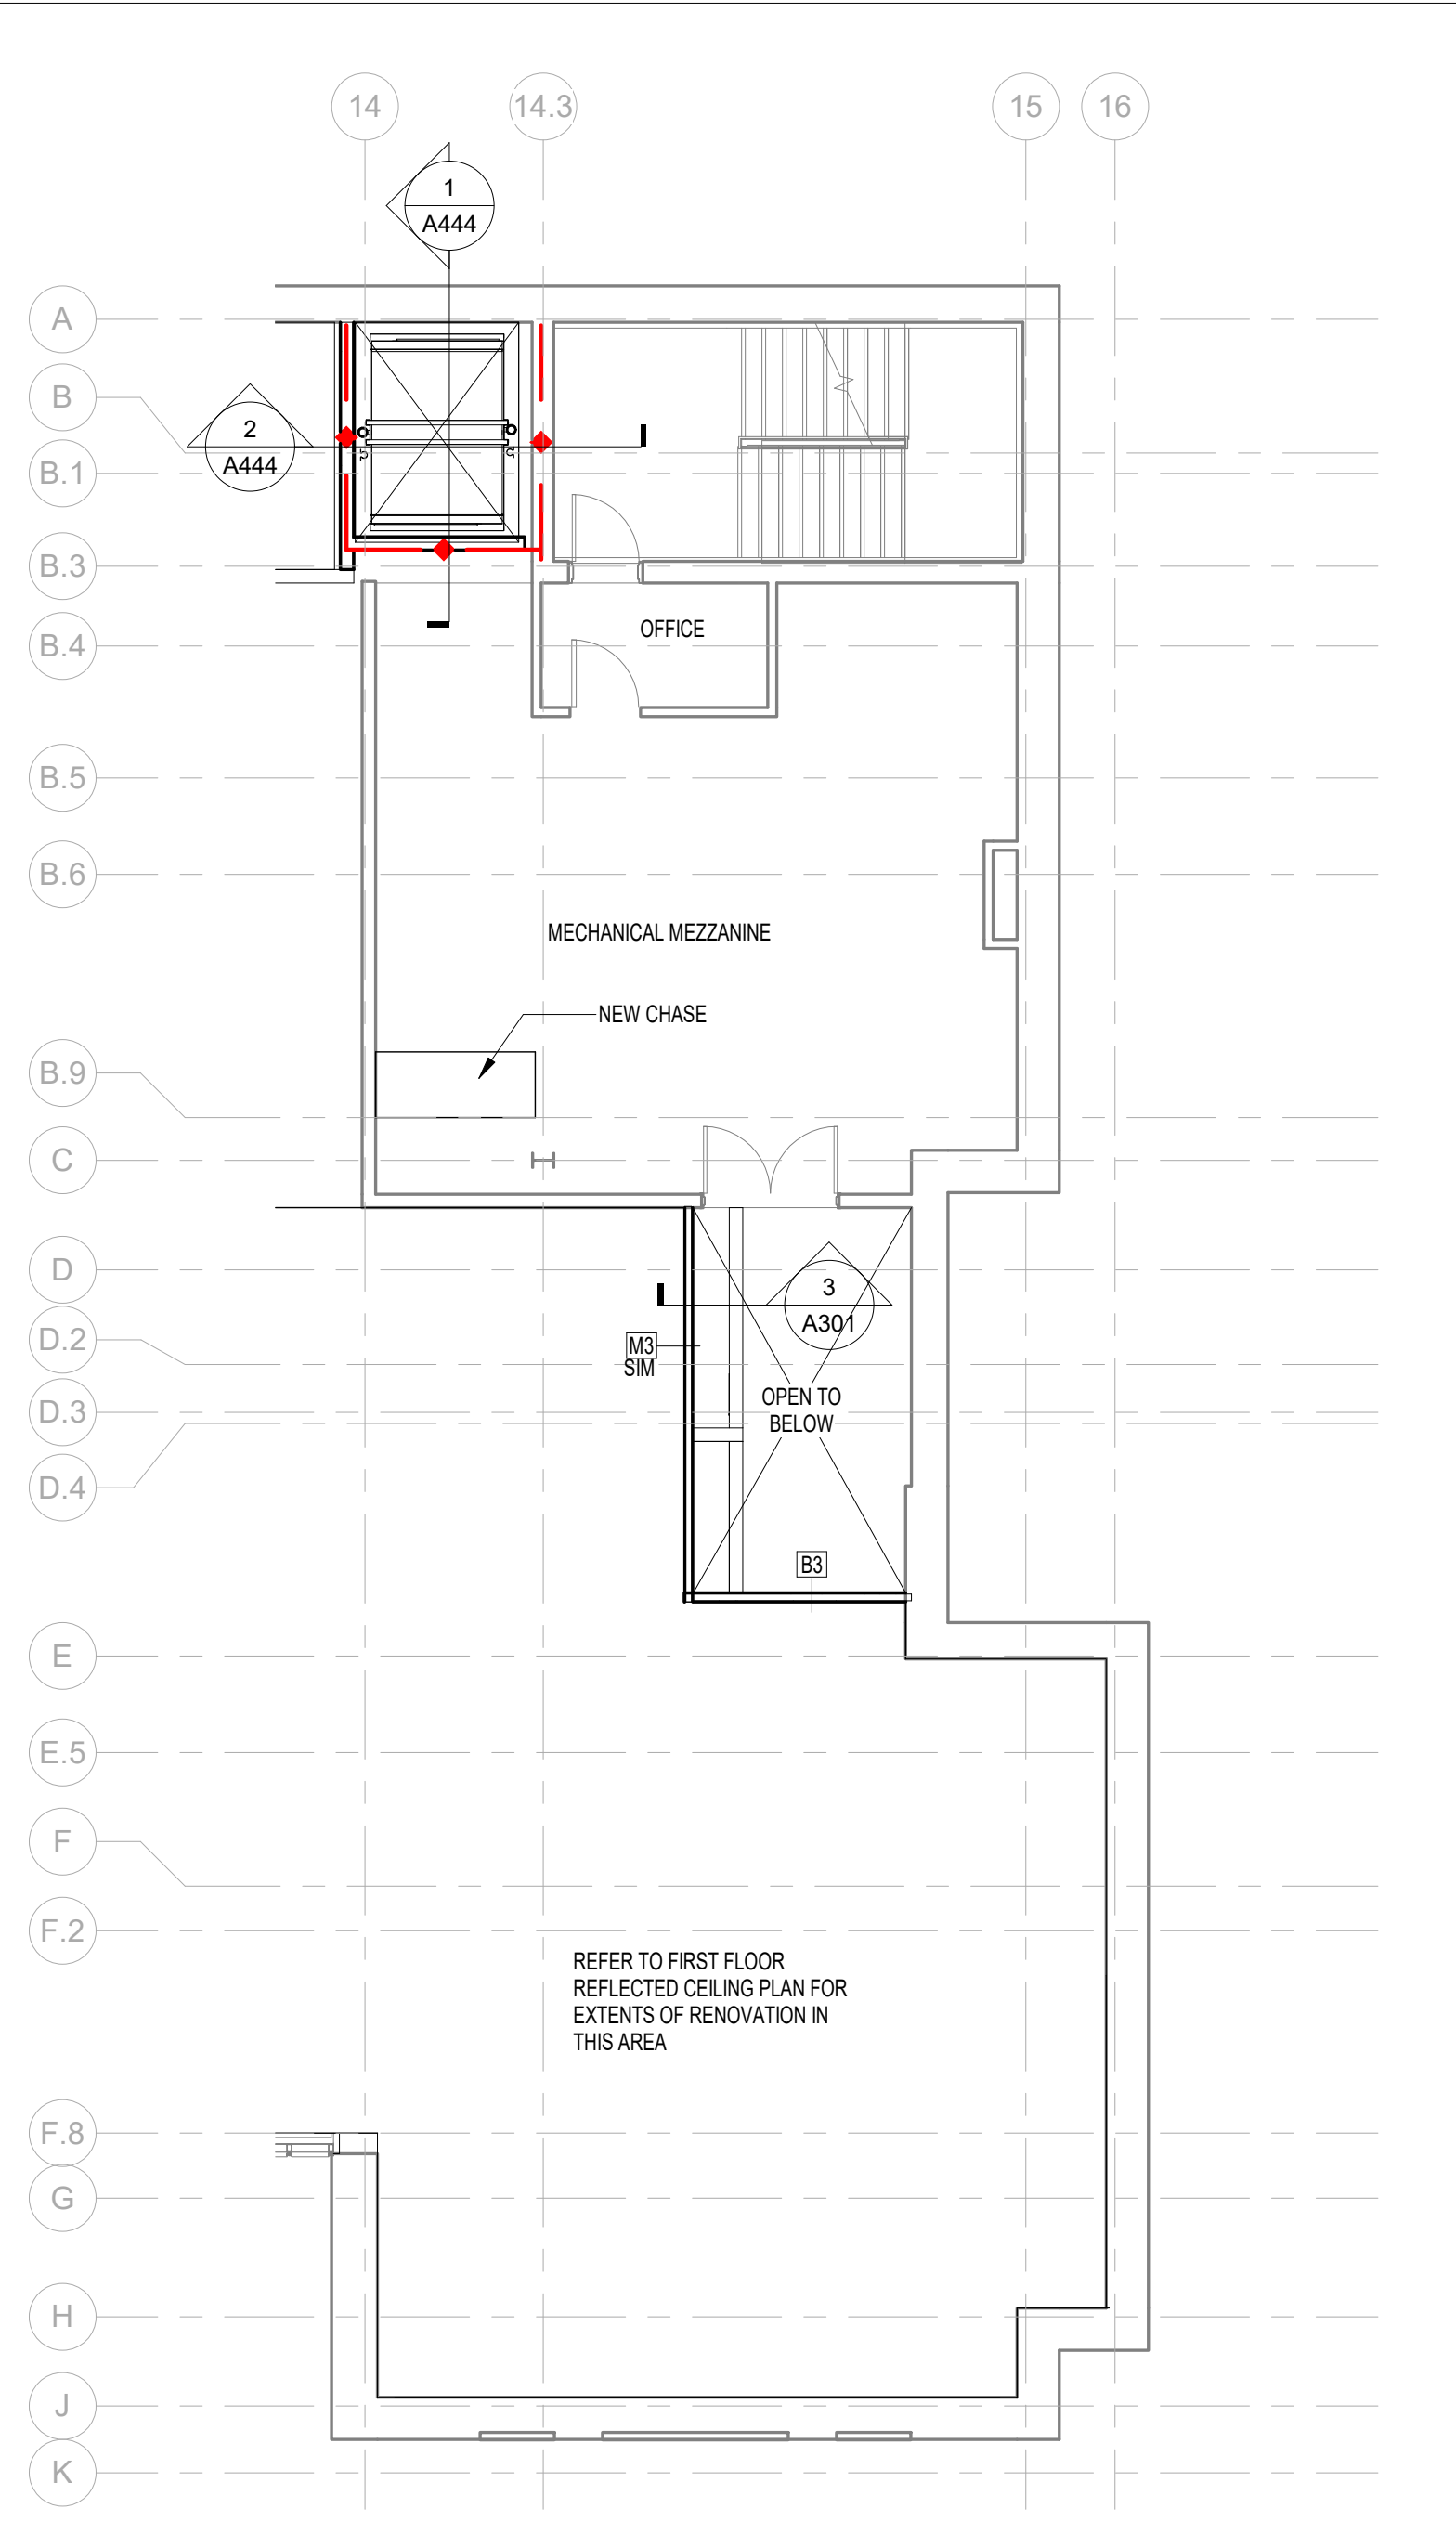 14
14.3
15
16
1
A444
A
B
2
A444
B.1
B.3
OFFICE
B.4
B.5
B.6
MECHANICAL MEZZANINE
NEW CHASE
B.9
C
D
3
A301
D.2
M3
SIM
OPEN TO
BELOW
D.3
D.4
B3
E
E.5
F
F.2
REFER TO FIRST FLOOR
REFLECTED CEILING PLAN FOR
EXTENTS OF RENOVATION IN
THIS AREA
F.8
G
H
J
K